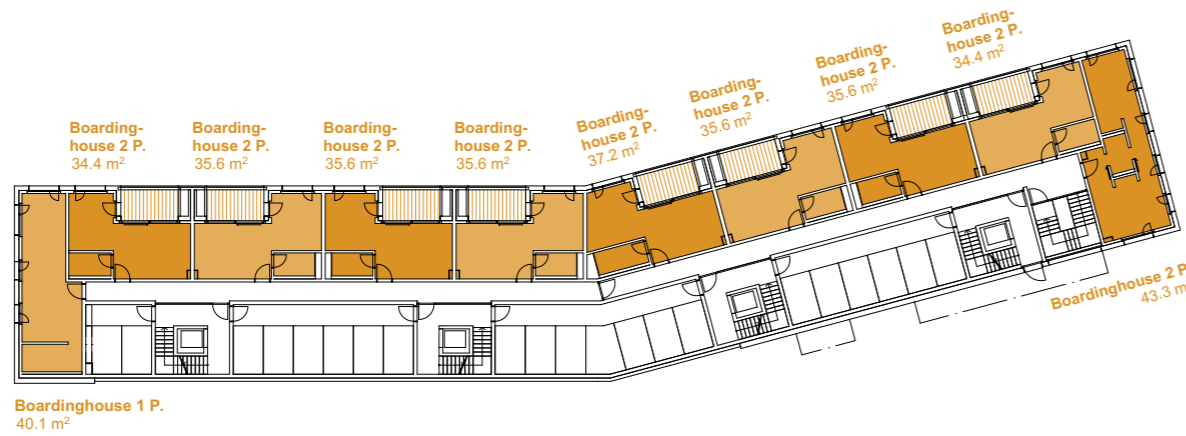 Boarding-
house 2 P.
34.4 m²
Boarding-
house 2 P.
35.6 m²
Boarding-
house 2 P.
35.6 m²
Boarding-
house 2 P.
35.6 m²
Boarding-
house 2 P.
37.2 m²
Boarding-
house 2 P.
35.6 m²
Boarding-
house 2 P.
35.6 m²
Boarding-
house 2 P.
34.4 m²
Boardinghouse 2 P
43.3 m
Boardinghouse 1 P.
40.1 m²